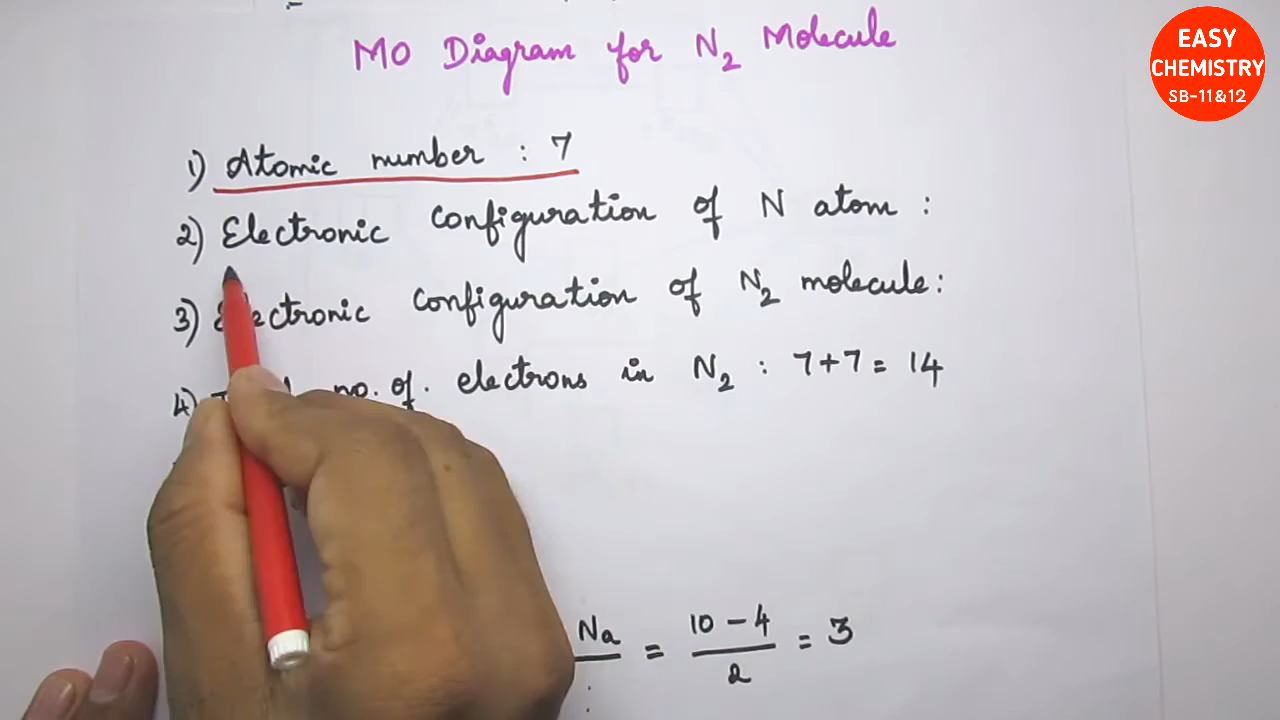 MO Diagram for N₂ Molecule
EASY
CHEMISTRY
SB-11&12
1) Atomic number : 7
2) Electronic configuration of N atom :
3) Electronic configuration of N₂ molecule:
4) no. of. electrons in N₂ : 7+7 = 14
Na = 10 - 4 = 3
2